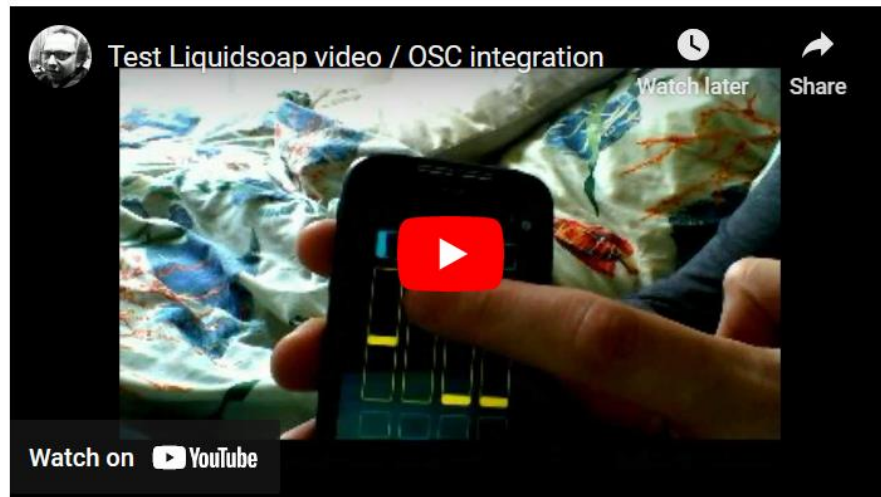 Test Liquidsoap video / OSC integration
Watch later
Share
Watch on YouTube